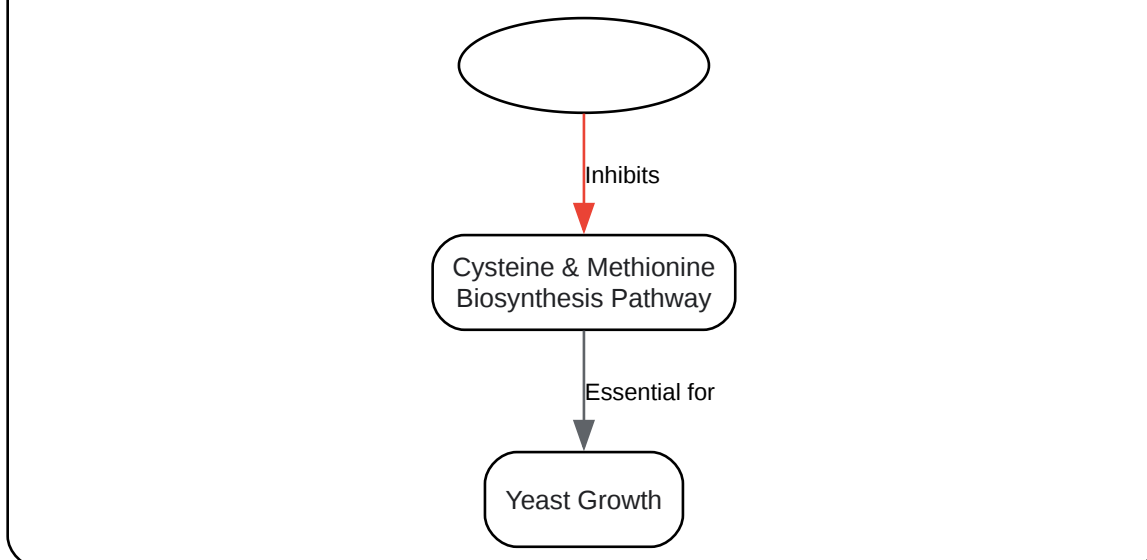 Inhibits
Cysteine & Methionine
Biosynthesis Pathway
Essential for
Yeast Growth